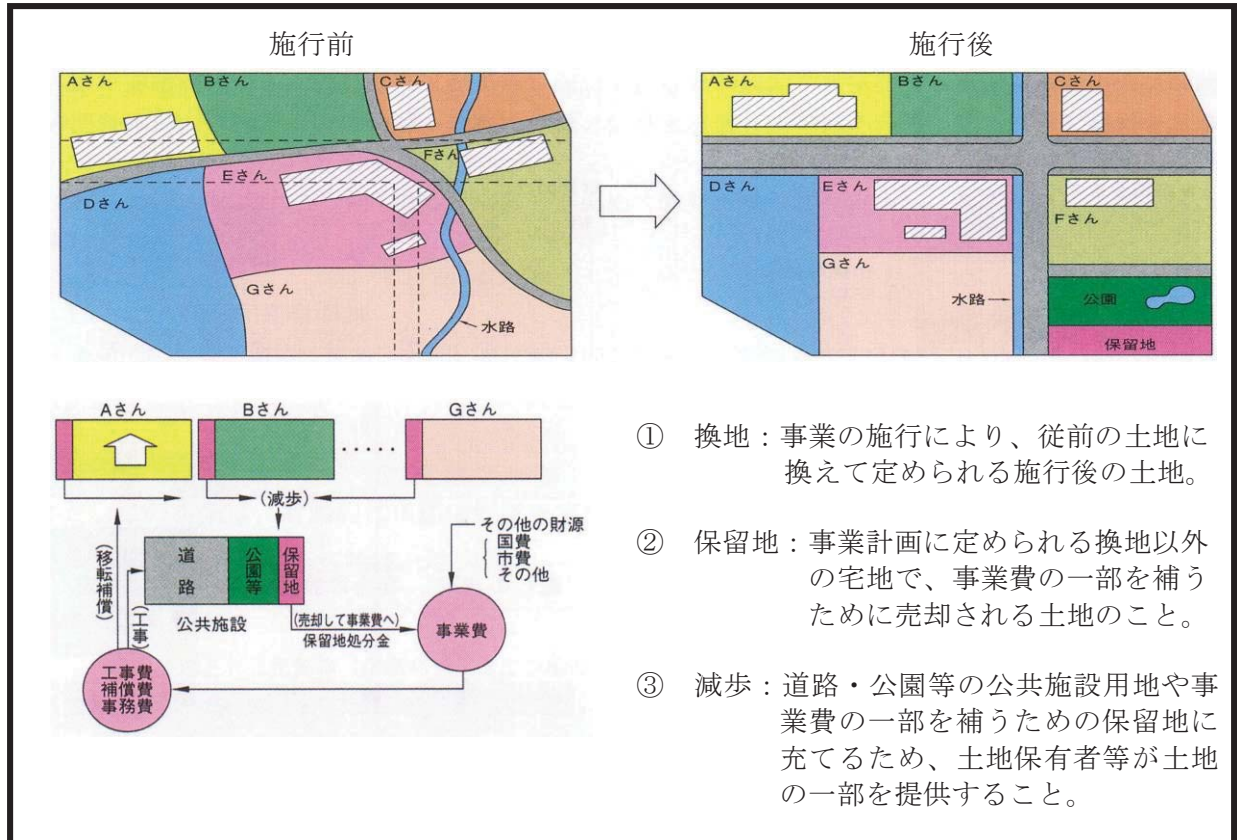 施行前
Aさん
Bさん
Cさん
Fさん
Eさん
Dさん
Gさん
水路
施行後
Aさん
Bさん
Cさん
Dさん
Eさん
Fさん
Gさん
水路
公園
保留地
Aさん
Bさん
Gさん
‥‥‥
(減歩)
道路
公園等
保留地
公共施設
(移転補償)
(工事)
(売却して事業費へ)
保留地処分金
その他の財源
国費
市費
その他
事業費
工事費
補償費
事務費
① 換地：事業の施行により、従前の土地に
換えて定められる施行後の土地。
② 保留地：事業計画に定められる換地以外
の宅地で、事業費の一部を補う
ために売却される土地のこと。
③ 減歩：道路・公園等の公共施設用地や事
業費の一部を補うための保留地に
充てるため、土地保有者等が土地
の一部を提供すること。